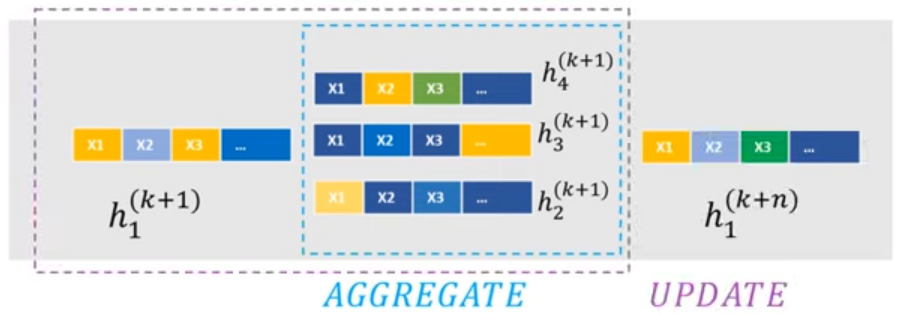 X1 X2 X3 ... h_4^{(k+1)}
X1 X2 X3 ... h_3^{(k+1)}
X1 X2 X3 ... h_1^{(k+1)}
X1 X2 X3 ... h_2^{(k+1)}
X1 X2 X3 ... h_1^{(k+n)}
AGGREGATE
UPDATE